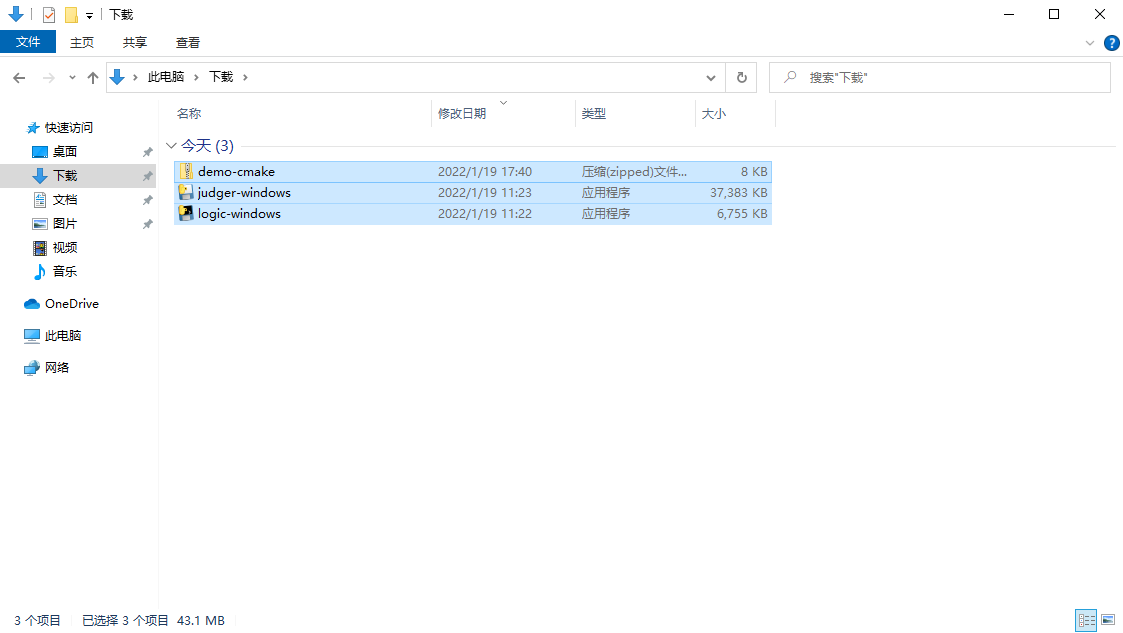 下载
文件 主页 共享 查看
此电脑 › 下载 › 搜索"下载"
名称 修改日期 类型 大小
快速访问
桌面
下载
文档
图片
视频
音乐
OneDrive
此电脑
网络
今天 (3)
demo-cmake 2022/1/19 17:40 压缩(zipped)文件... 8 KB
judger-windows 2022/1/19 11:23 应用程序 37,383 KB
logic-windows 2022/1/19 11:22 应用程序 6,755 KB
3 个项目 已选择 3 个项目 43.1 MB